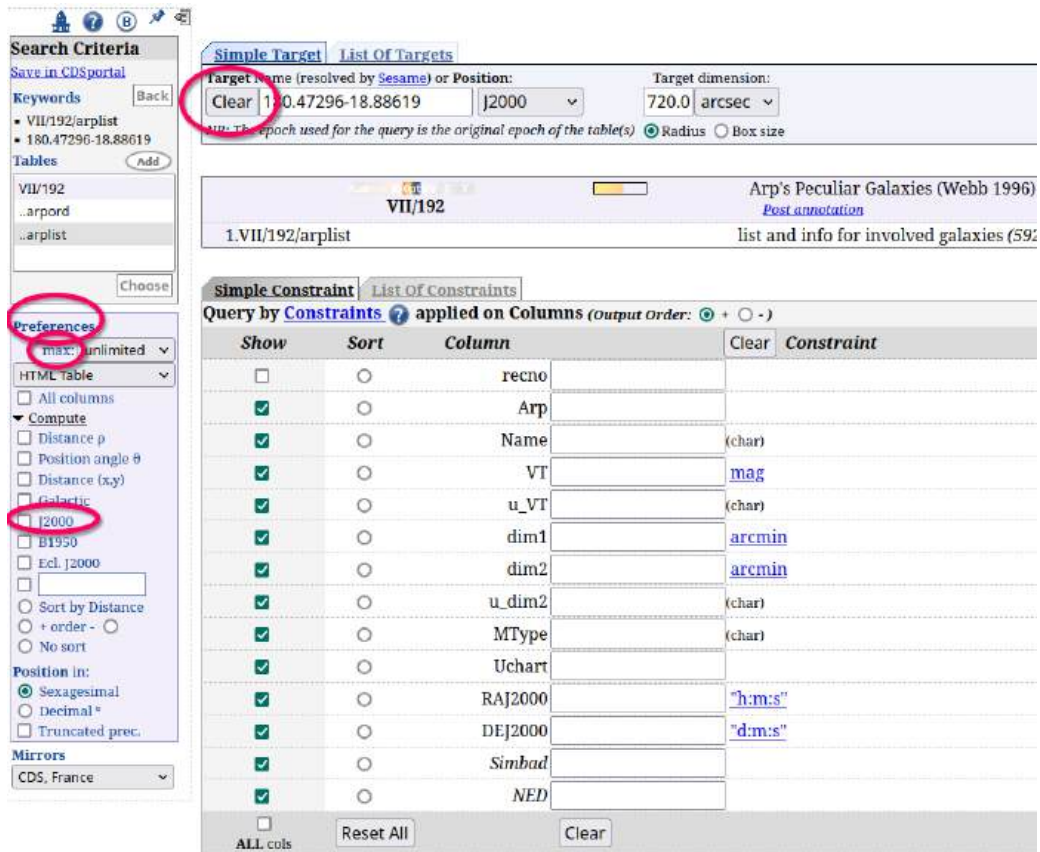 B
Search Criteria
Save in CDSportal
Keywords Back
VII/192/arplist
180.47296-18.88619
Tables Add
VII/192
..arpord
..arplist
Choose
Preferences
max: unlimited
HTML Table
All columns
Compute
Distance ρ
Position angle θ
Distance (x,y)
Galactic
J2000
B1950
Ecl. J2000
Sort by Distance
+ order -
No sort
Position in:
Sexagesimal
Decimal °
Truncated prec.
Mirrors
CDS, France
Simple Target List Of Targets
Target Name (resolved by Sesame) or Position: Target dimension:
Clear 180.47296-18.88619 J2000 720.0 arcsec
NB: The epoch used for the query is the original epoch of the table(s) Radius Box size
VII/192 Arp's Peculiar Galaxies (Webb 1996)
Post annotation
1.VII/192/arplist list and info for involved galaxies (592
Simple Constraint List Of Constraints
Query by Constraints ? applied on Columns (Output Order: + - )
Show Sort Column Clear Constraint
recno
Arp
Name (char)
VT mag
u_VT (char)
dim1 arcmin
dim2 arcmin
u_dim2 (char)
MType (char)
Uchart
RAJ2000 "h:m:s"
DEJ2000 "d:m:s"
Simbad
NED
ALL cols Reset All Clear